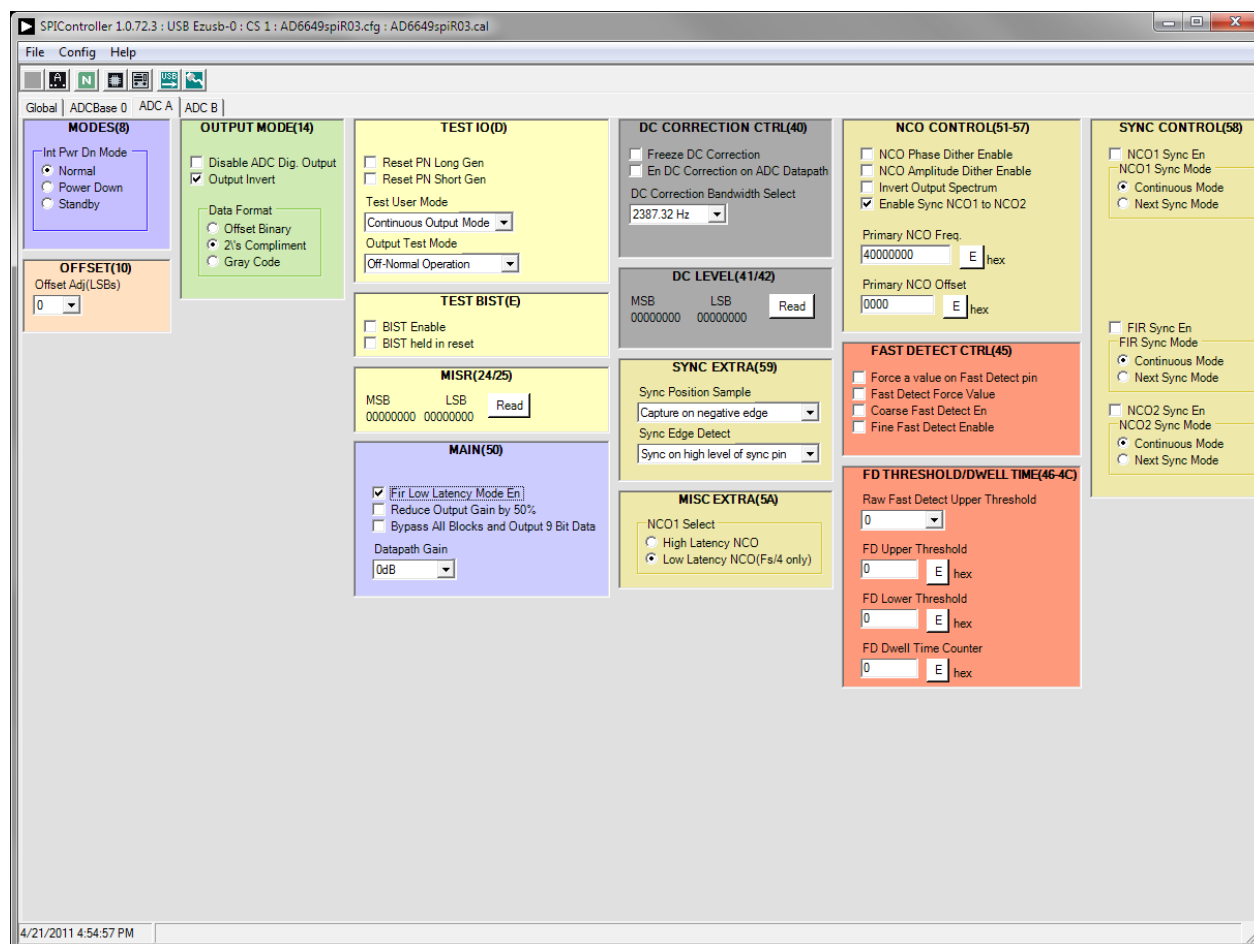 SPIController 1.0.72.3 : USB Ezusb-0 : CS 1 : AD6649spiR03.cfg : AD6649spiR03.cal
File Config Help
A N USB
Global ADCBase 0 ADC A ADC B
MODES(8)
Int Pwr Dn Mode
Normal
Power Down
Standby
OFFSET(10)
Offset Adj(LSBs)
0
OUTPUT MODE(14)
Disable ADC Dig. Output
Output Invert
Data Format
Offset Binary
2\'s Compliment
Gray Code
TEST IO(D)
Reset PN Long Gen
Reset PN Short Gen
Test User Mode
Continuous Output Mode
Output Test Mode
Off-Normal Operation
TEST BIST(E)
BIST Enable
BIST held in reset
MISR(24/25)
MSB LSB
00000000 00000000 Read
MAIN(50)
Fir Low Latency Mode En
Reduce Output Gain by 50%
Bypass All Blocks and Output 9 Bit Data
Datapath Gain
0dB
DC CORRECTION CTRL(40)
Freeze DC Correction
En DC Correction on ADC Datapath
DC Correction Bandwidth Select
2387.32 Hz
DC LEVEL(41/42)
MSB LSB
00000000 00000000 Read
SYNC EXTRA(59)
Sync Position Sample
Capture on negative edge
Sync Edge Detect
Sync on high level of sync pin
MISC EXTRA(5A)
NCO1 Select
High Latency NCO
Low Latency NCO(Fs/4 only)
NCO CONTROL(51-57)
NCO Phase Dither Enable
NCO Amplitude Dither Enable
Invert Output Spectrum
Enable Sync NCO1 to NCO2
Primary NCO Freq.
40000000 E hex
Primary NCO Offset
0000 E hex
FAST DETECT CTRL(45)
Force a value on Fast Detect pin
Fast Detect Force Value
Coarse Fast Detect En
Fine Fast Detect Enable
FD THRESHOLD/DWELL TIME(46-4C)
Raw Fast Detect Upper Threshold
0
FD Upper Threshold
0 E hex
FD Lower Threshold
0 E hex
FD Dwell Time Counter
0 E hex
SYNC CONTROL(58)
NCO1 Sync En
NCO1 Sync Mode
Continuous Mode
Next Sync Mode
FIR Sync En
FIR Sync Mode
Continuous Mode
Next Sync Mode
NCO2 Sync En
NCO2 Sync Mode
Continuous Mode
Next Sync Mode
4/21/2011 4:54:57 PM